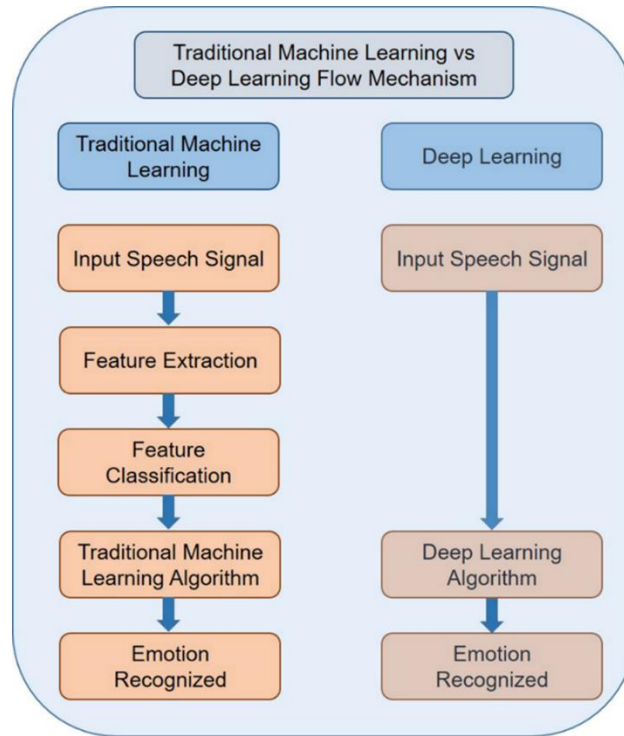 Traditional Machine Learning vs
Deep Learning Flow Mechanism
Traditional Machine
Learning
Input Speech Signal
Feature Extraction
Feature
Classification
Traditional Machine
Learning Algorithm
Emotion
Recognized
Deep Learning
Input Speech Signal
Deep Learning
Algorithm
Emotion
Recognized